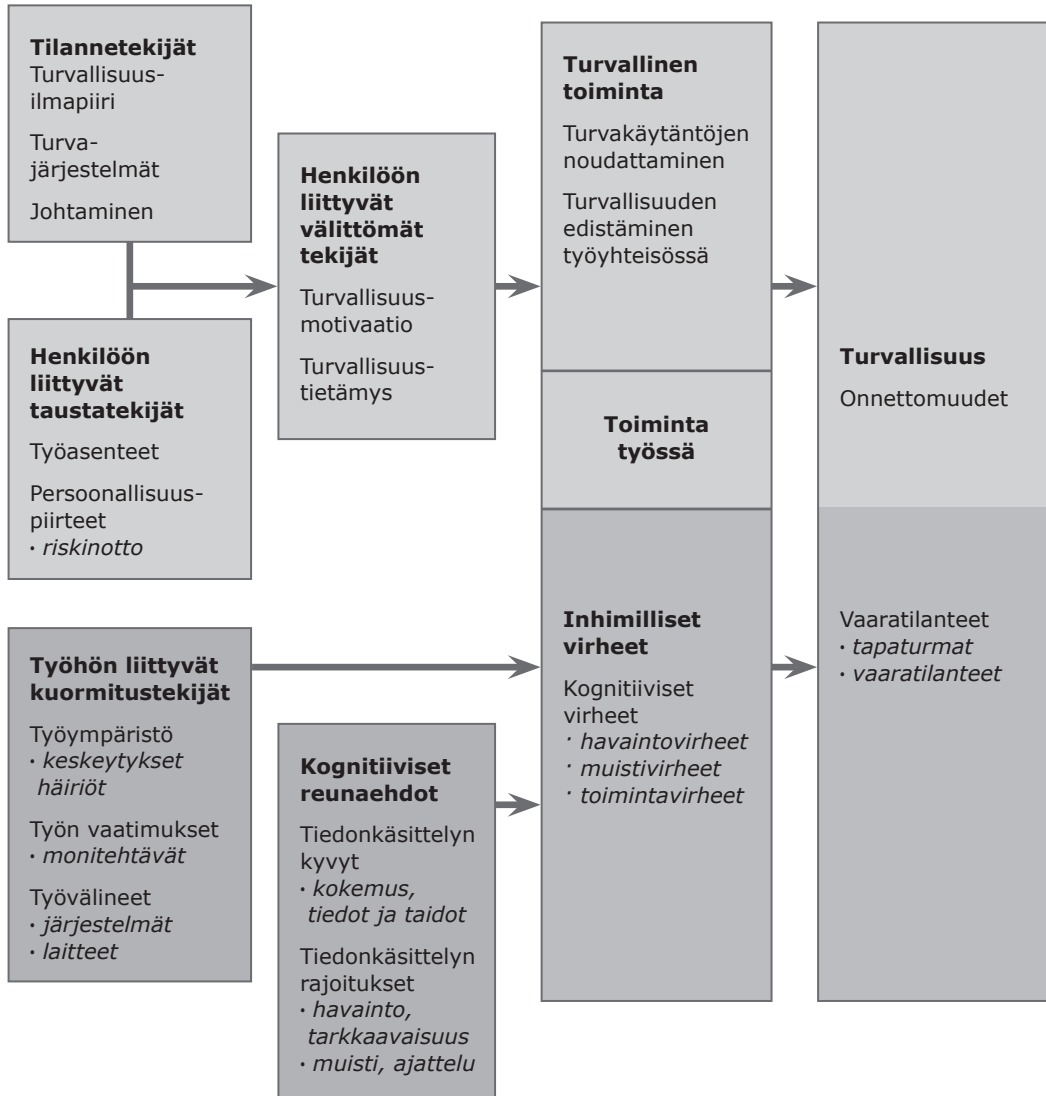 Tilannetekijät
Turvallisuus-
ilmapiiri
Turva-
järjestelmät
Johtaminen
Henkilöön
liittyvät
taustatekijät
Työasenteet
Persoonallisuus-
piirteet
· riskinotto
Henkilöön
liittyvät
välittömät
tekijät
Turvallisuus-
motivaatio
Turvallisuus-
tietämys
Turvallinen
toiminta
Turvakäytäntöjen
noudattaminen
Turvallisuuden
edistäminen
työyhteisössä
Toiminta
työssä
Turvallisuus
Onnettomuudet
Työhön liittyvät
kuormitustekijät
Työympäristö
· keskeytykset
häiriöt
Työn vaatimukset
· monitehtävät
Työvälineet
· järjestelmät
· laitteet
Kognitiiviset
reunaehdot
Tiedonkäsittelyn
kyvyt
· kokemus,
tiedot ja taidot
Tiedonkäsittelyn
rajoitukset
· havainto,
tarkkaavaisuus
· muisti, ajattelu
Inhimilliset
virheet
Kognitiiviset
virheet
· havaintovirheet
· muistivirheet
· toimintavirheet
Vaaratilanteet
· tapaturmat
· vaaratilanteet